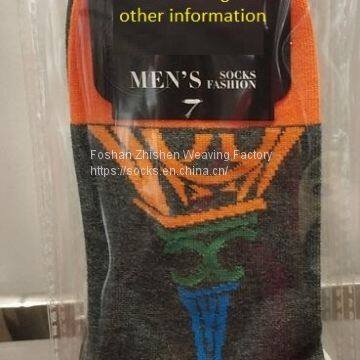 other information
MEN'S SOCKS
FASHION
7
Foshan Zhishen Weaving Factory
https://socks.en.china.cn/